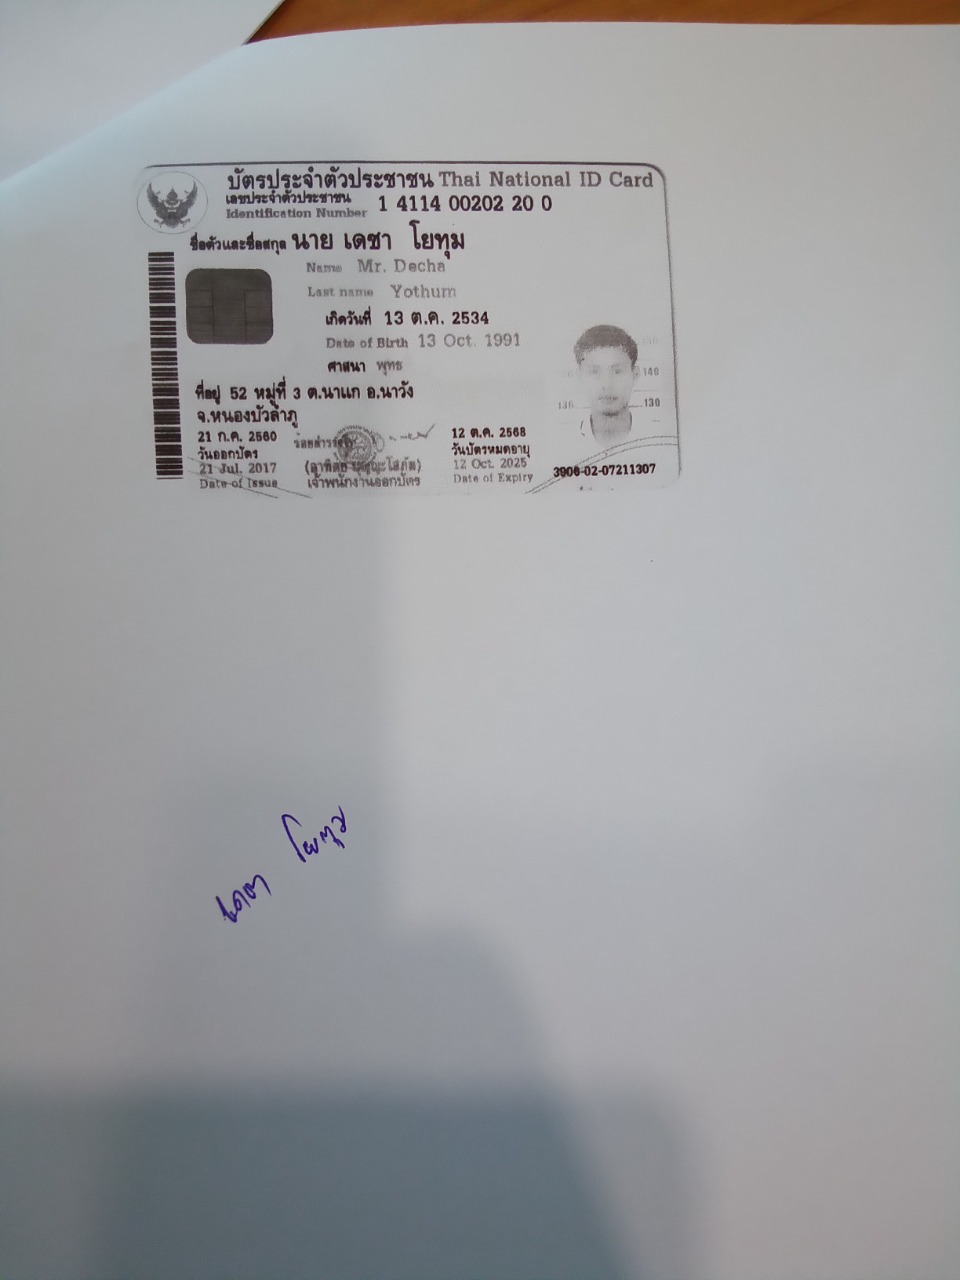 บัตรประจำตัวประชาชน Thai National ID Card
เลขประจำตัวประชาชน
Identification Number 1 4114 00202 20 0
ชื่อตัวและชื่อสกุล นาย เดชา โยทุม
Name Mr. Decha
Last name Yothum
เกิดวันที่ 13 ต.ค. 2534
Date of Birth 13 Oct. 1991
ศาสนา พุทธ
ที่อยู่ 52 หมู่ที่ 3 ต.นาแก อ.นาวัง
จ.หนองบัวลำภู
21 ก.ค. 2560
วันออกบัตร
21 Jul. 2017
Date of Issue
เจ้าพนักงานออกบัตร
12 ต.ค. 2568
วันบัตรหมดอายุ
12 Oct. 2025
Date of Expiry
140
130
130
3906-02-07211307
เดชา โยทุม